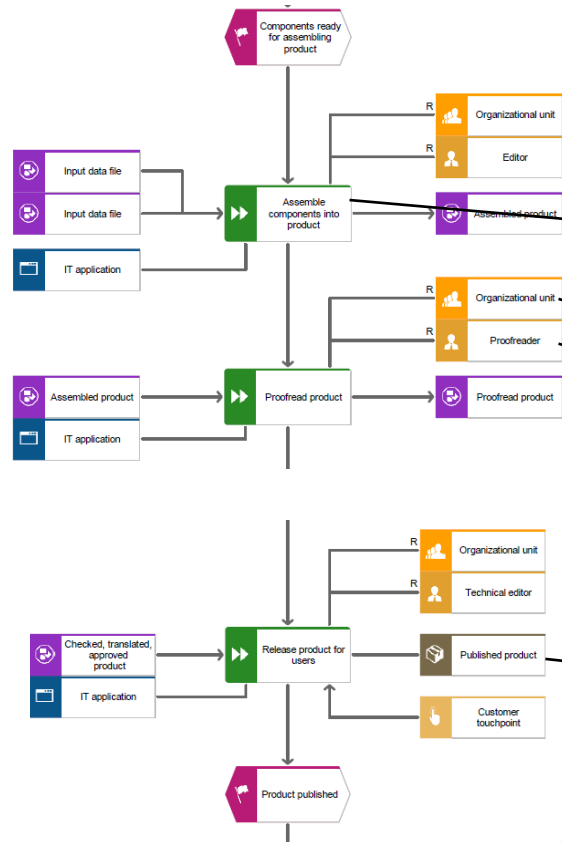 Components ready
for assembling
product
R
Organizational unit
R
Editor
Input data file
Input data file
Assemble
components into
product
Assembled product
IT application
R
Organizational unit
R
Proofreader
Assembled product
Proofread product
Proofread product
IT application
R
Organizational unit
R
Technical editor
Checked, translated,
approved
product
Release product for
users
Published product
IT application
Customer
touchpoint
Product published